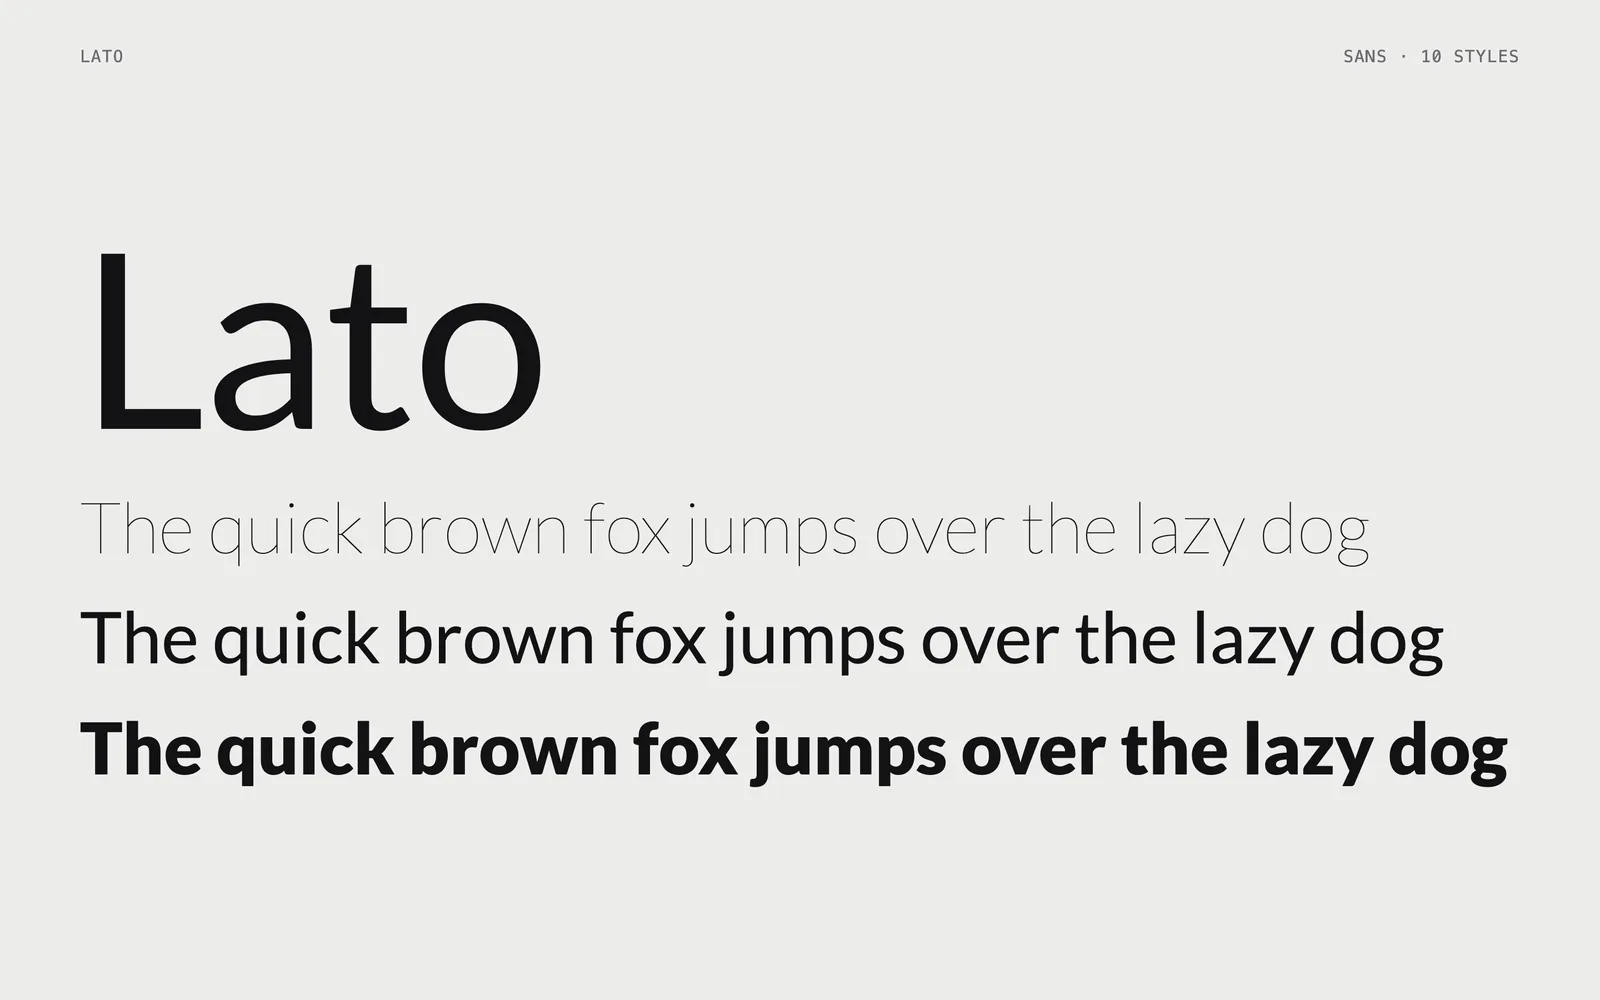 LATO
SANS · 10 STYLES
Lato
The quick brown fox jumps over the lazy dog
The quick brown fox jumps over the lazy dog
The quick brown fox jumps over the lazy dog